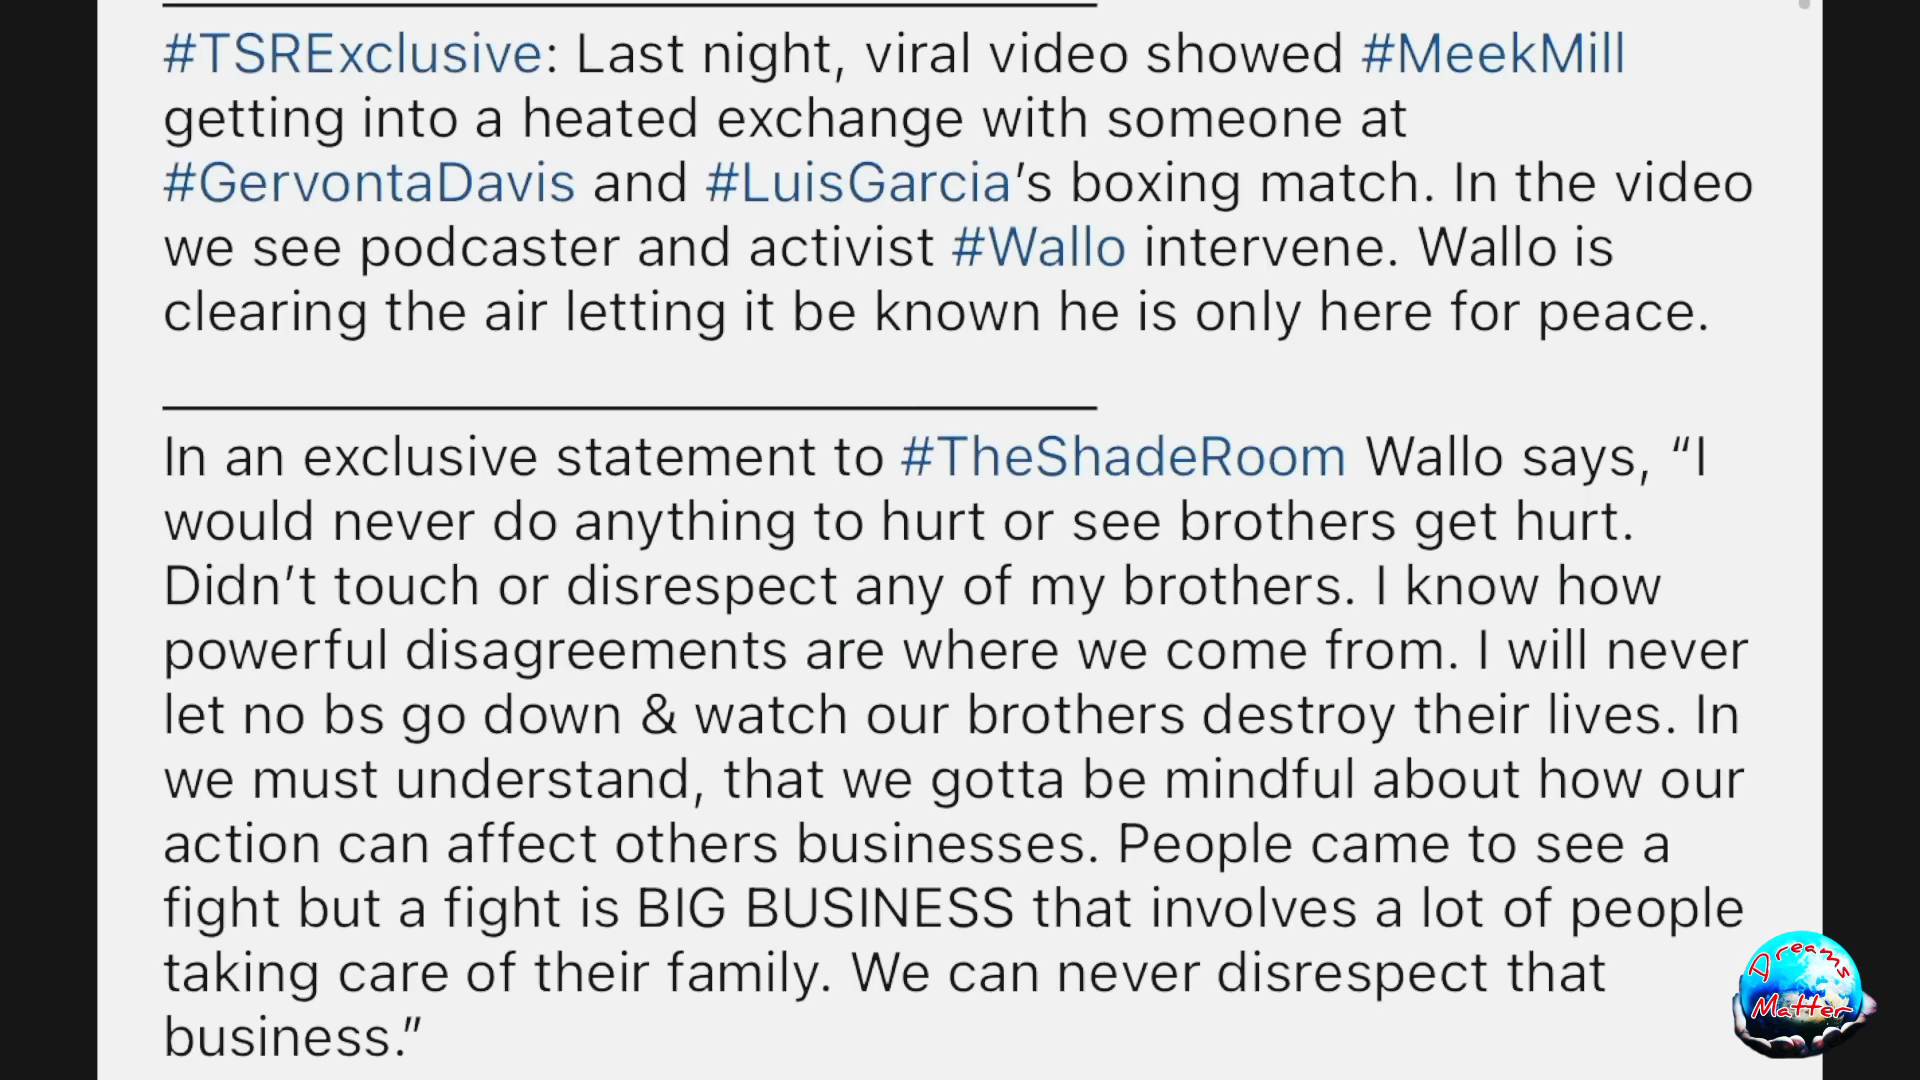 #TSRExclusive: Last night, viral video showed #MeekMill
getting into a heated exchange with someone at
#GervontaDavis and #LuisGarcia’s boxing match. In the video
we see podcaster and activist #Wallo intervene. Wallo is
clearing the air letting it be known he is only here for peace.
In an exclusive statement to #TheShadeRoom Wallo says, “I
would never do anything to hurt or see brothers get hurt.
Didn’t touch or disrespect any of my brothers. I know how
powerful disagreements are where we come from. I will never
let no bs go down & watch our brothers destroy their lives. In
we must understand, that we gotta be mindful about how our
action can affect others businesses. People came to see a
fight but a fight is BIG BUSINESS that involves a lot of people
taking care of their family. We can never disrespect that
business.”
Dreams
Matter